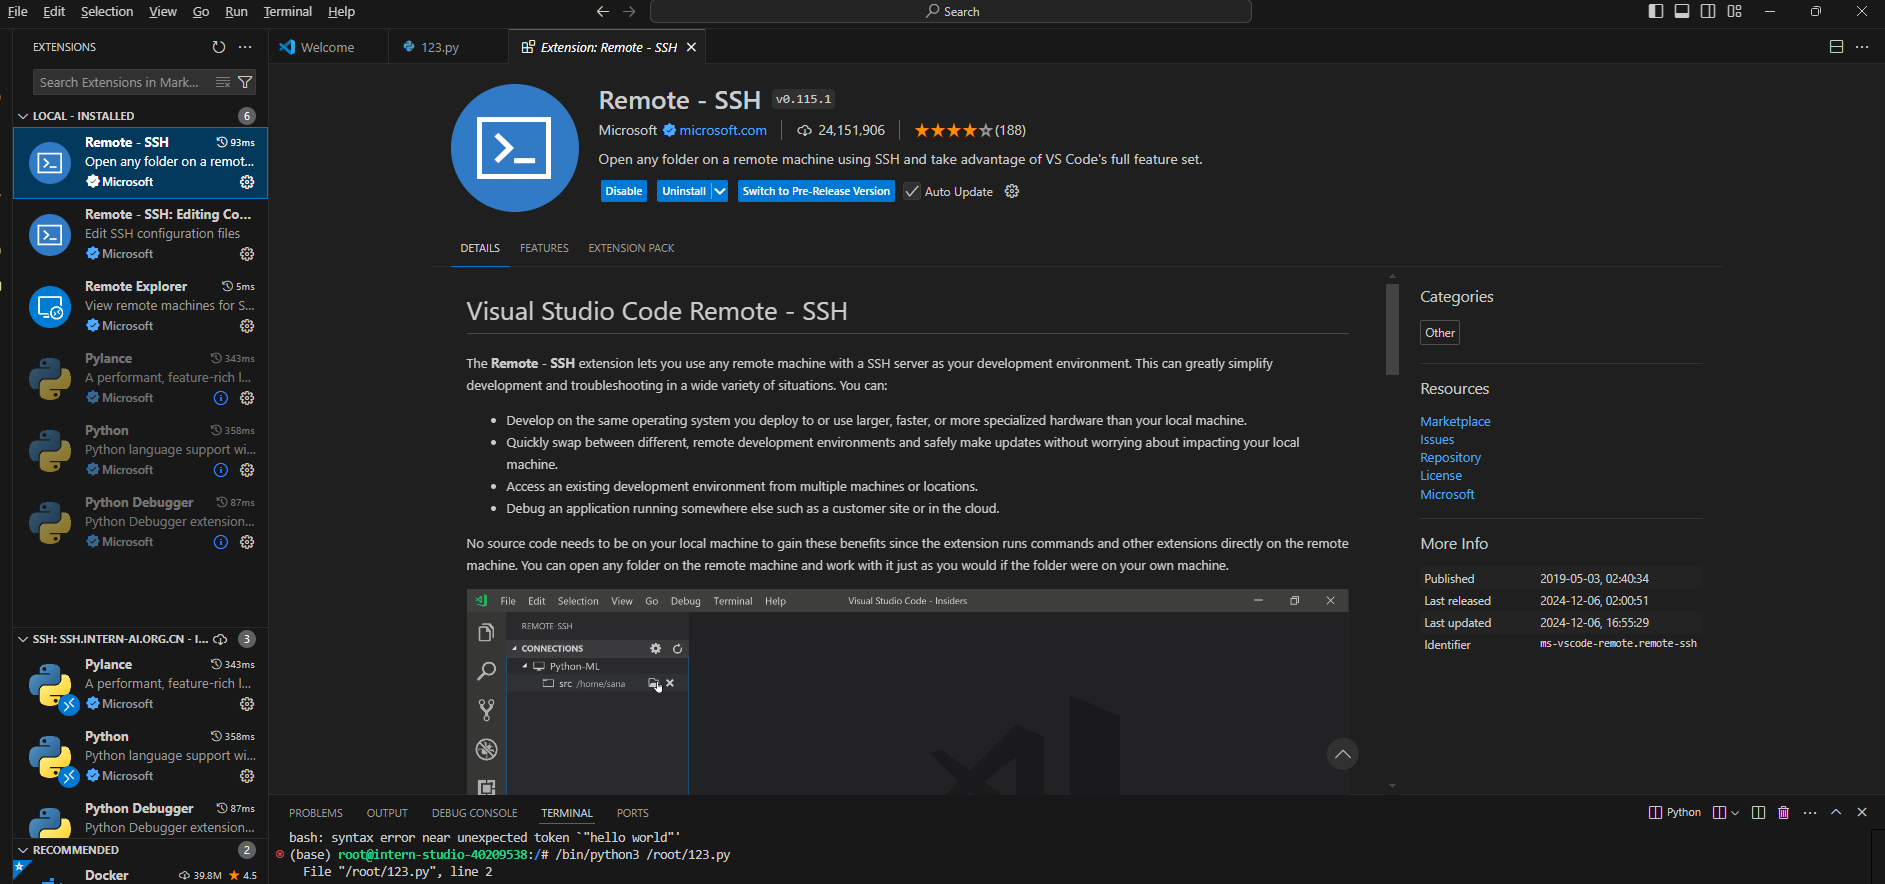 File Edit Selection View Go Run Terminal Help
Search
EXTENSIONS
Search Extensions in Mark...
LOCAL - INSTALLED 6
Remote - SSH 93ms
Open any folder on a remot...
Microsoft
Remote - SSH: Editing Co...
Edit SSH configuration files
Microsoft
Remote Explorer 5ms
View remote machines for S...
Microsoft
Pylance 343ms
A performant, feature-rich l...
Microsoft
Python 358ms
Python language support wi...
Microsoft
Python Debugger 87ms
Python Debugger extension...
Microsoft
SSH: SSH.INTERN-AI.ORG.CN - I... 3
Pylance 343ms
A performant, feature-rich l...
Microsoft
Python 358ms
Python language support wi...
Microsoft
Python Debugger 87ms
Python Debugger extension...
RECOMMENDED 2
Docker 39.8M 4.5
Welcome
123.py
Extension: Remote - SSH
Remote - SSH v0.115.1
Microsoft microsoft.com 24,151,906 (188)
Open any folder on a remote machine using SSH and take advantage of VS Code's full feature set.
Disable Uninstall Switch to Pre-Release Version Auto Update
DETAILS FEATURES EXTENSION PACK
Visual Studio Code Remote - SSH
The Remote - SSH extension lets you use any remote machine with a SSH server as your development environment. This can greatly simplify
development and troubleshooting in a wide variety of situations. You can:
• Develop on the same operating system you deploy to or use larger, faster, or more specialized hardware than your local machine.
• Quickly swap between different, remote development environments and safely make updates without worrying about impacting your local
machine.
• Access an existing development environment from multiple machines or locations.
• Debug an application running somewhere else such as a customer site or in the cloud.
No source code needs to be on your local machine to gain these benefits since the extension runs commands and other extensions directly on the remote
machine. You can open any folder on the remote machine and work with it just as you would if the folder were on your own machine.
File Edit Selection View Go Debug Terminal Help Visual Studio Code - Insiders
REMOTE SSH
CONNECTIONS
Python-ML
src /home/sana
Categories
Other
Resources
Marketplace
Issues
Repository
License
Microsoft
More Info
Published 2019-05-03, 02:40:34
Last released 2024-12-06, 02:00:51
Last updated 2024-12-06, 16:55:29
Identifier ms-vscode-remote.remote-ssh
PROBLEMS OUTPUT DEBUG CONSOLE TERMINAL PORTS
Python
bash: syntax error near unexpected token `"hello world"'
(base) root@intern-studio-40209538:/# /bin/python3 /root/123.py
File "/root/123.py", line 2